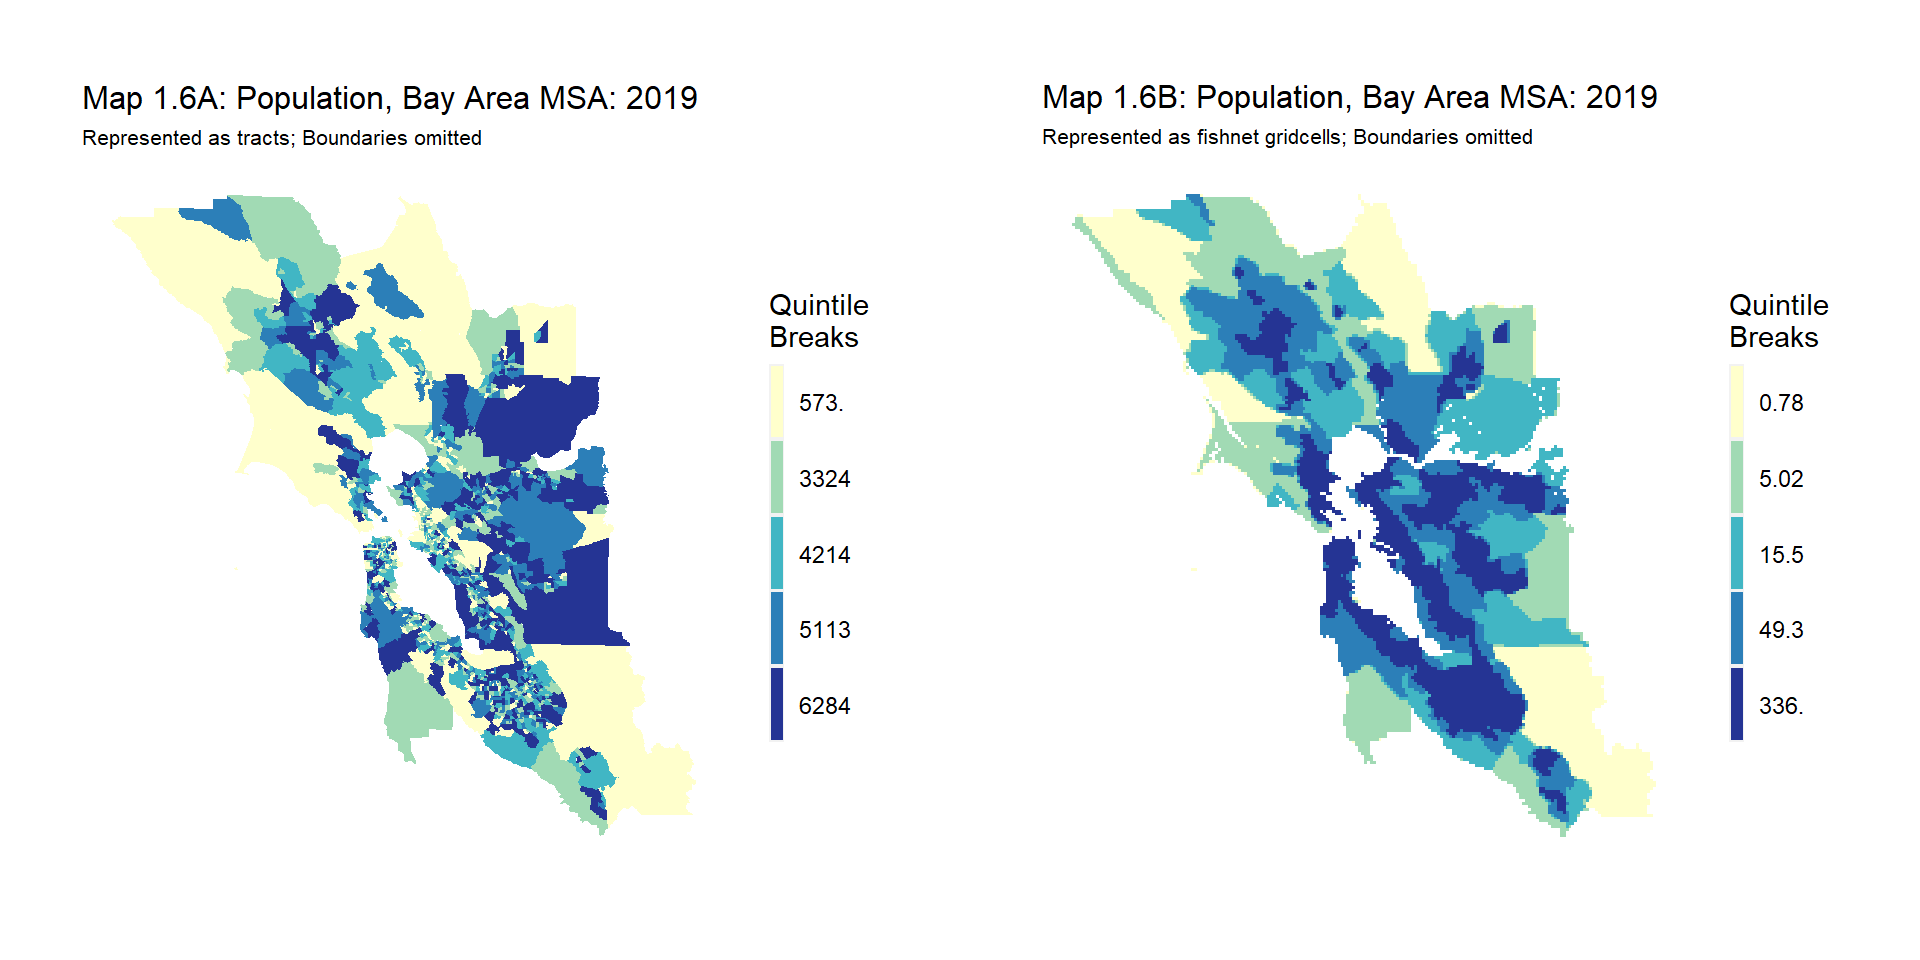 Map 1.6A: Population, Bay Area MSA: 2019
Represented as tracts; Boundaries omitted
Quintile
Breaks
573.
3324
4214
5113
6284
Map 1.6B: Population, Bay Area MSA: 2019
Represented as fishnet gridcells; Boundaries omitted
Quintile
Breaks
0.78
5.02
15.5
49.3
336.